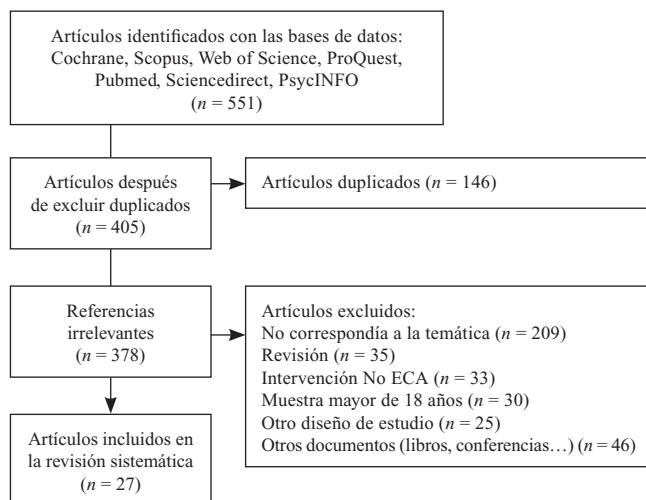 Artículos identificados con las bases de datos:
Cochrane, Scopus, Web of Science, ProQuest,
Pubmed, Sciencedirect, PsycINFO
(n = 551)
Artículos después
de excluir duplicados
(n = 405)
Artículos duplicados (n = 146)
Referencias
irrelevantes
(n = 378)
Artículos excluidos:
No correspondía a la temática (n = 209)
Revisión (n = 35)
Intervención No ECA (n = 33)
Muestra mayor de 18 años (n = 30)
Otro diseño de estudio (n = 25)
Otros documentos (libros, conferencias…) (n = 46)
Artículos incluidos en
la revisión sistemática
(n = 27)